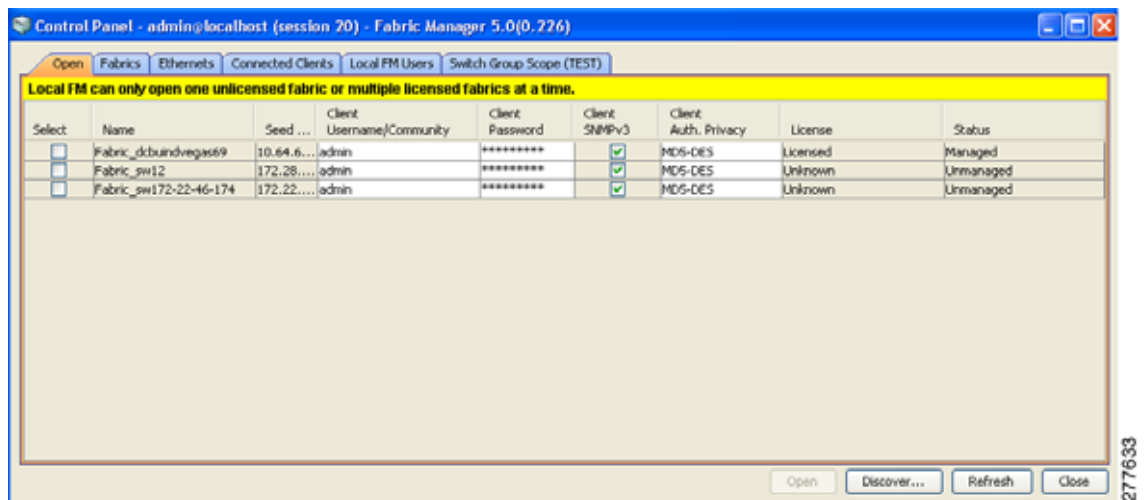 Control Panel - admin@localhost (session 20) - Fabric Manager 5.0(0.226)
Open Fabrics Ethernets Connected Clients Local FM Users Switch Group Scope (TEST)
Local FM can only open one unlicensed fabric or multiple licensed fabrics at a time.
Client Client Client Client
Select Name Seed ... Username/Community Password SNMPv3 Auth. Privacy License Status
Fabric_dcbuindvegas69 10.64.6... admin ********* MD5-DES Licensed Managed
Fabric_sw12 172.28.... admin ********* MD5-DES Unknown Unmanaged
Fabric_sw172-22-46-174 172.22.... admin ********* MD5-DES Unknown Unmanaged
Open Discover... Refresh Close
277633